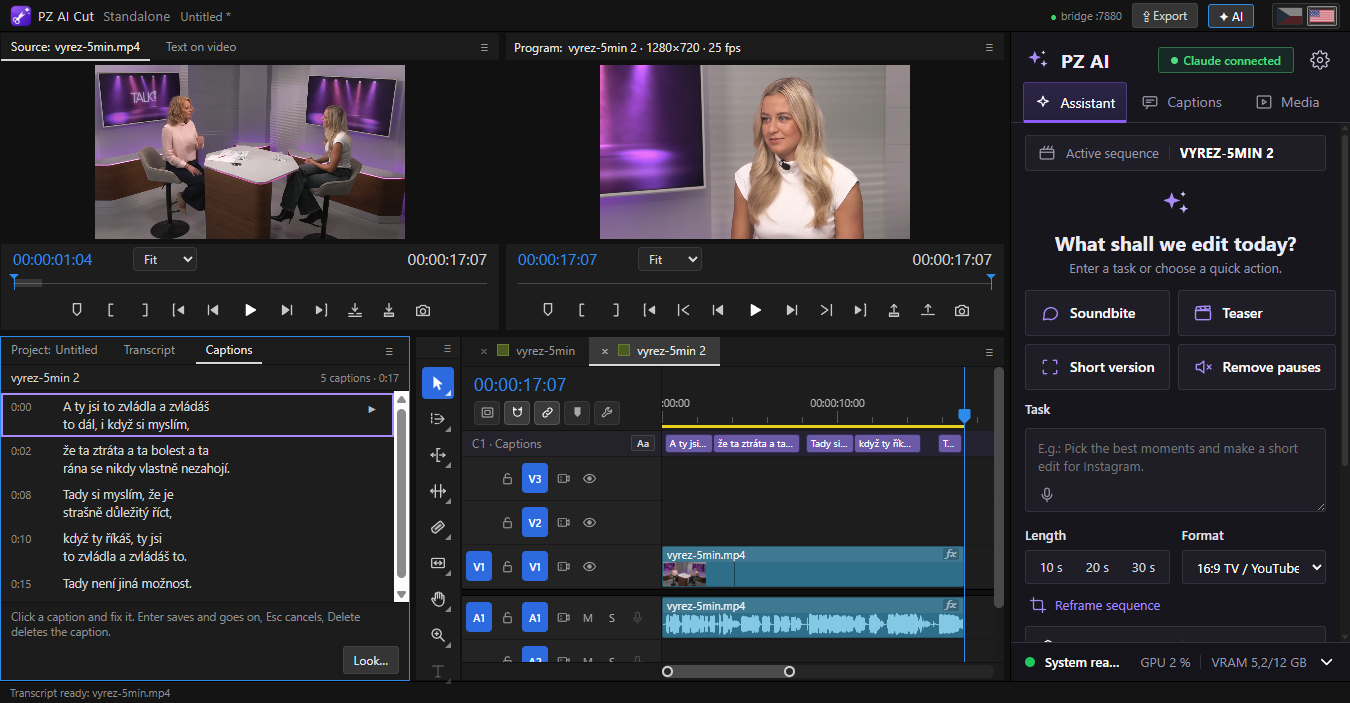 PZ AI Cut Standalone Untitled *
bridge :7880
Export
AI
Source: vyrez-5min.mp4
Text on video
TALK!
00:00:01:04
Fit
00:00:17:07
Program: vyrez-5min 2 · 1280×720 · 25 fps
00:00:17:07
Fit
00:00:17:07
Project: Untitled
Transcript
Captions
vyrez-5min 2
5 captions · 0:17
0:00
A ty jsi to zvládla a zvládáš
to dál, i když si myslím,
0:02
že ta ztráta a ta bolest a ta
rána se nikdy vlastně nezahojí.
0:08
Tady si myslím, že je
strašně důležitý říct,
0:10
když ty říkáš, ty jsi
to zvládla a zvládáš to.
0:15
Tady není jiná možnost.
Click a caption and fix it. Enter saves and goes on, Esc cancels, Delete
deletes the caption.
Look...
Transcript ready: vyrez-5min.mp4
× vyrez-5min
× vyrez-5min 2
00:00:17:07
:00:00
00:00:10:00
C1 · Captions
Aa
A ty jsi...
že ta ztráta a ta...
Tady si...
když ty řík...
T...
V3
V2
V1
V1
vyrez-5min.mp4
fx
A1
A1
M
S
vyrez-5min.mp4
fx
A2
M
S
T
PZ AI
Claude connected
Assistant
Captions
Media
Active sequence
VYREZ-5MIN 2
What shall we edit today?
Enter a task or choose a quick action.
Soundbite
Teaser
Short version
Remove pauses
Task
E.g.: Pick the best moments and make a short
edit for Instagram.
Length
Format
10 s
20 s
30 s
16:9 TV / YouTube
Reframe sequence
System rea...
GPU 2 %
VRAM 5,2/12 GB